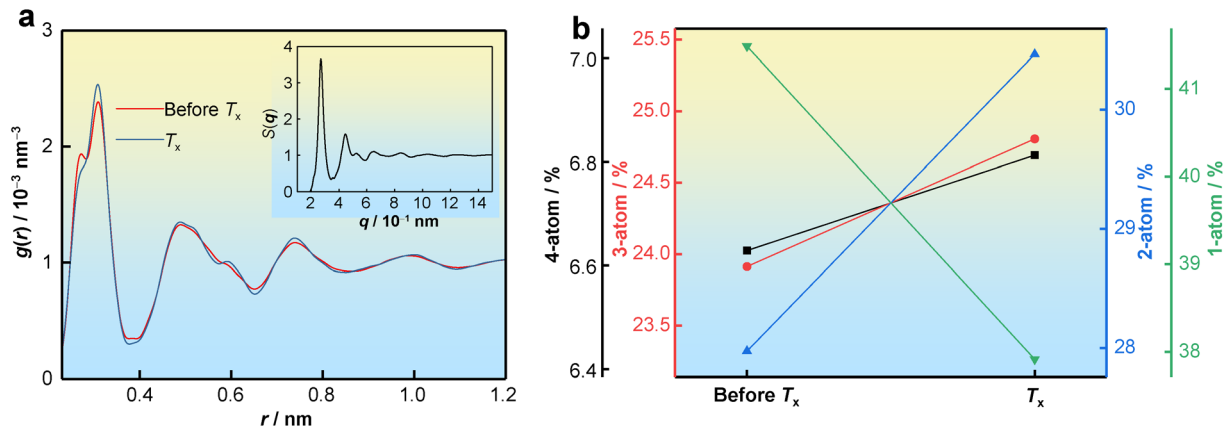 a
3
2
1
0
g(r) / 10⁻³ nm⁻³
Before Tₓ
Tₓ
4
3
2
1
0
S(q)
2 4 6 8 10 12 14
q / 10⁻¹ nm
0.4 0.6 0.8 1.0 1.2
r / nm
b
7.0
6.8
6.6
6.4
4-atom / %
25.5
25.0
24.5
24.0
23.5
3-atom / %
30
29
28
2-atom / %
41
40
39
38
1-atom / %
Before Tₓ
Tₓ